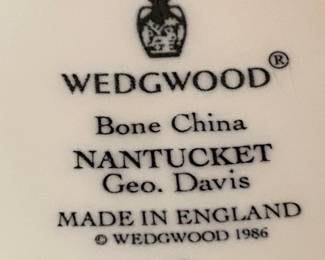 WEDGWOOD®
Bone China
NANTUCKET
Geo. Davis
MADE IN ENGLAND
© WEDGWOOD 1986